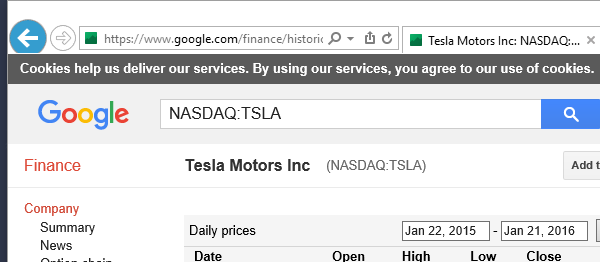 https://www.google.com/finance/historic
Tesla Motors Inc: NASDAQ:...
Cookies help us deliver our services. By using our services, you agree to our use of cookies.
Google
NASDAQ:TSLA
Finance
Tesla Motors Inc (NASDAQ:TSLA)
Add t
Company
Summary
News
Option chain
Daily prices
Jan 22, 2015 - Jan 21, 2016
Date Open High Low Close